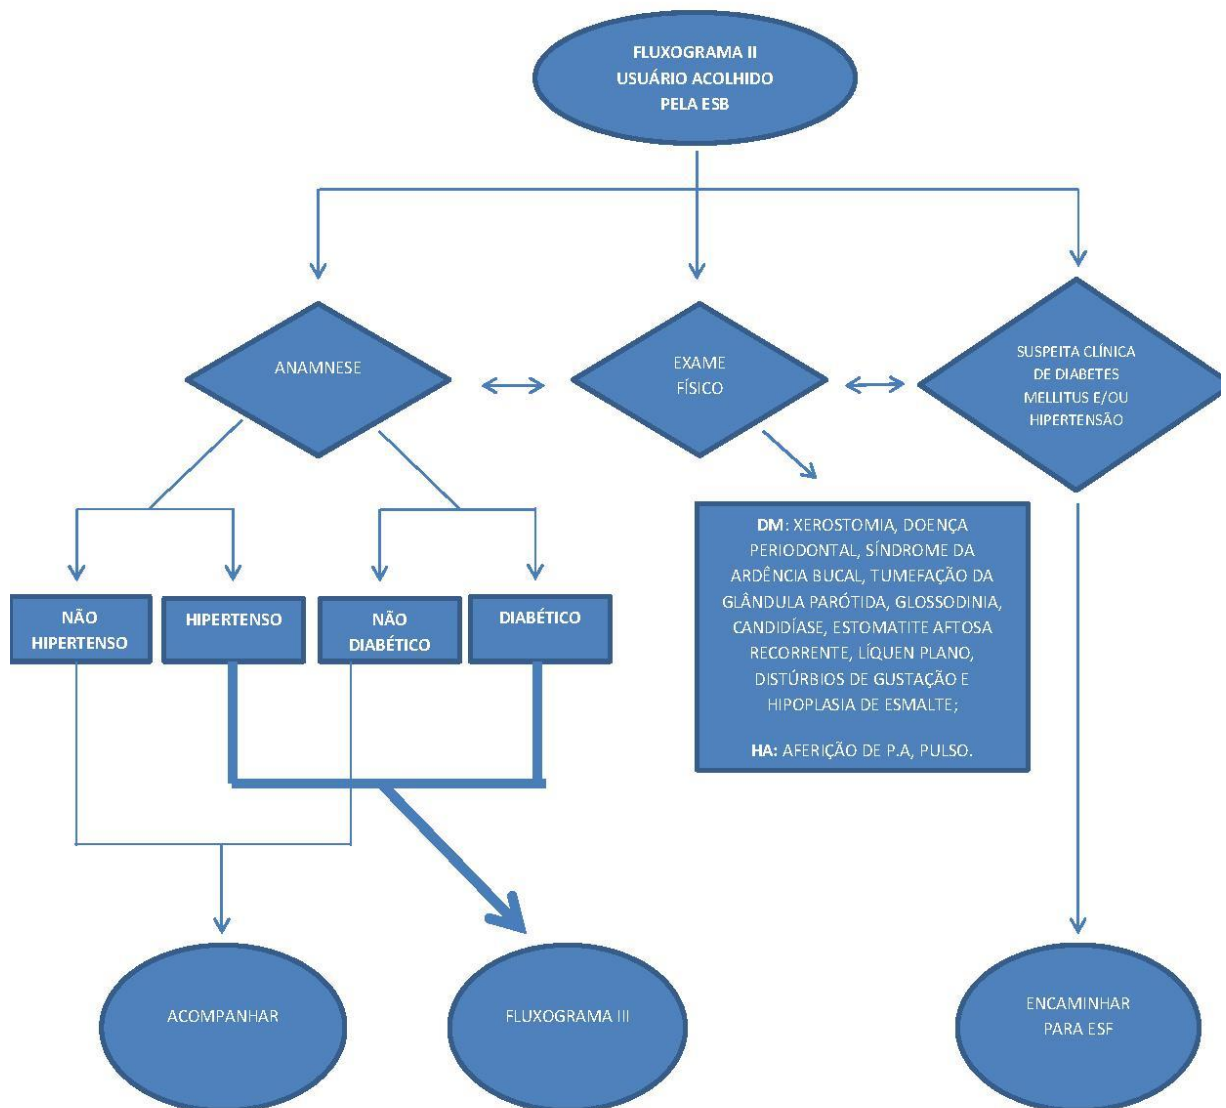 FLUXOGRAMA II
USUÁRIO ACOLHIDO
PELA ESB
ANAMNESE
EXAME
FÍSICO
SUSPEITA CLÍNICA
DE DIABETES
MELLITUS E/OU
HIPERTENSÃO
NÃO
HIPERTENSO
HIPERTENSO
NÃO
DIABÉTICO
DIABÉTICO
DM: XEROSTOMIA, DOENÇA
PERIODONTAL, SÍNDROME DA
ARDÊNCIA BUCAL, TUMEFAÇÃO DA
GLÂNDULA PARÓTIDA, GLOSSODINIA,
CANDIDÍASE, ESTOMATITE AFTOSA
RECORRENTE, LÍQUEN PLANO,
DISTÚRBIOS DE GUSTAÇÃO E
HIPOPLASIA DE ESMALTE;
HA: AFERIÇÃO DE P.A, PULSO.
ACOMPANHAR
FLUXOGRAMA III
ENCAMINHAR
PARA ESF